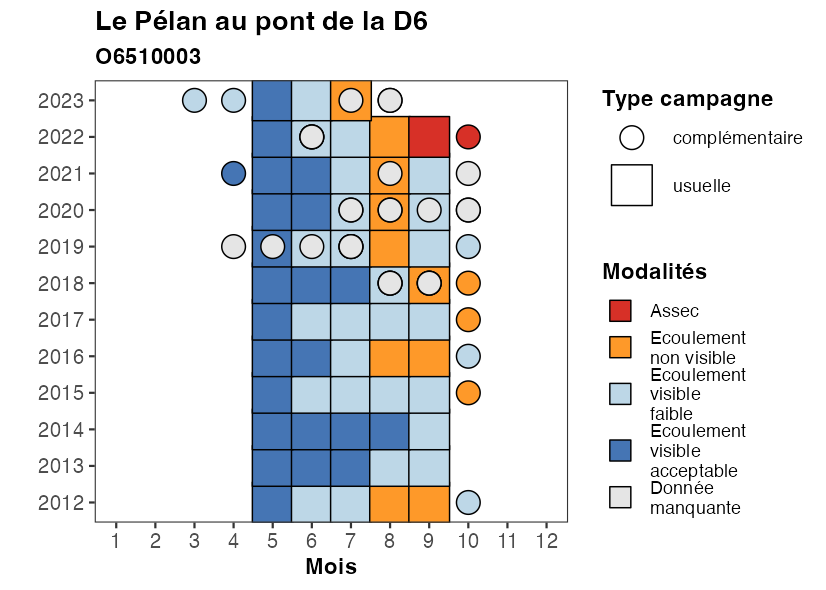 Le Pélan au pont de la D6
O6510003
2023
2022
2021
2020
2019
2018
2017
2016
2015
2014
2013
2012
1 2 3 4 5 6 7 8 9 10 11 12
Mois
Type campagne
complémentaire
usuelle
Modalités
Assec
Ecoulement
non visible
Ecoulement
visible
faible
Ecoulement
visible
acceptable
Donnée
manquante